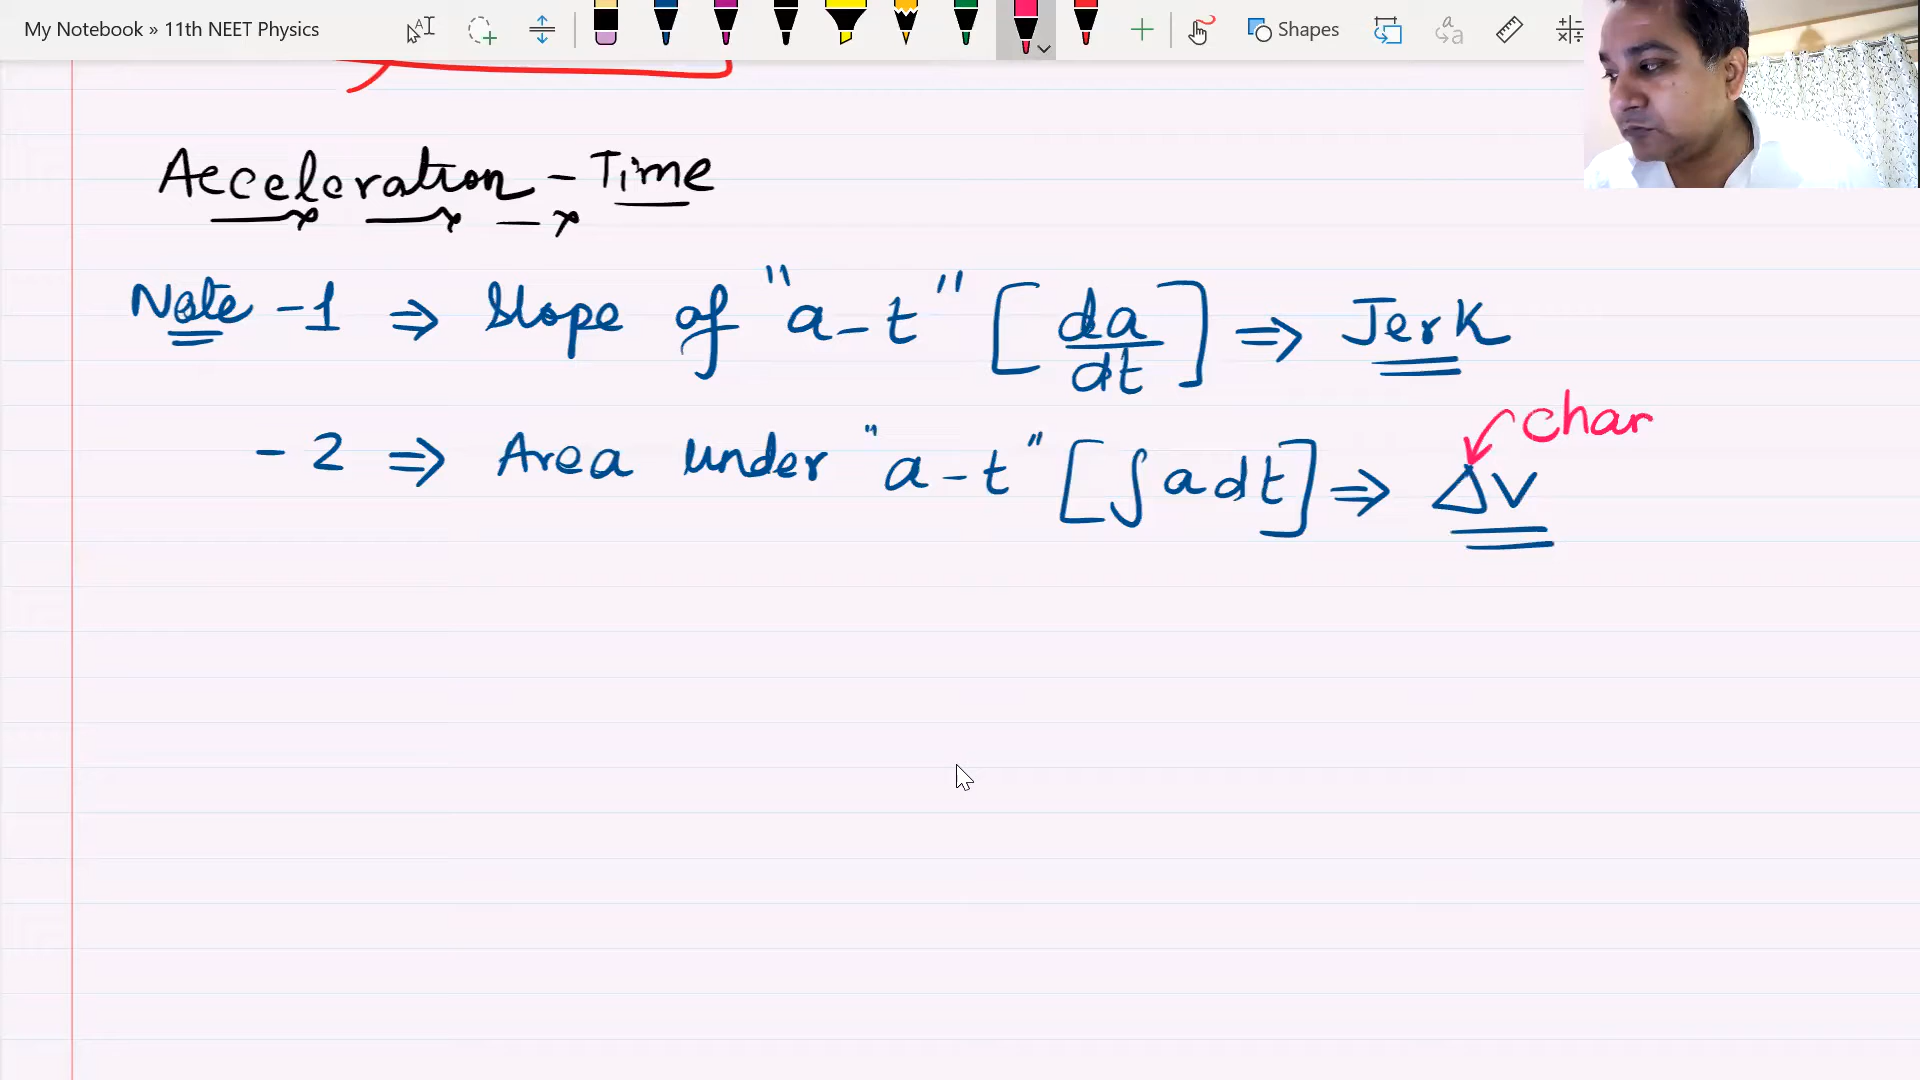 My Notebook » 11th NEET Physics
Shapes
Acceleration - Time
Note -1 ⇒ Slope of "a-t" [da/dt] ⇒ Jerk
char
-2 ⇒ Area under "a-t" [∫a dt] ⇒ ΔV